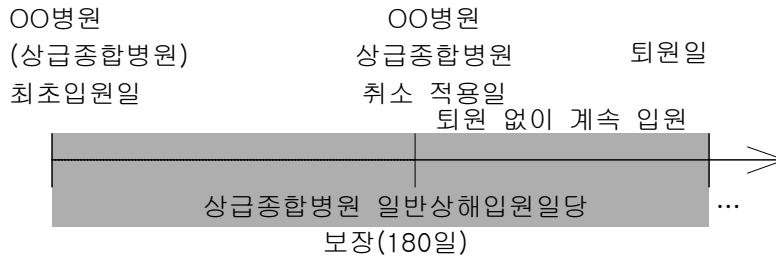 OO병원
(상급종합병원)
최초입원일
OO병원
상급종합병원
취소 적용일
퇴원일
퇴원 없이 계속 입원
상급종합병원 일반상해입원일당
보장(180일)
…